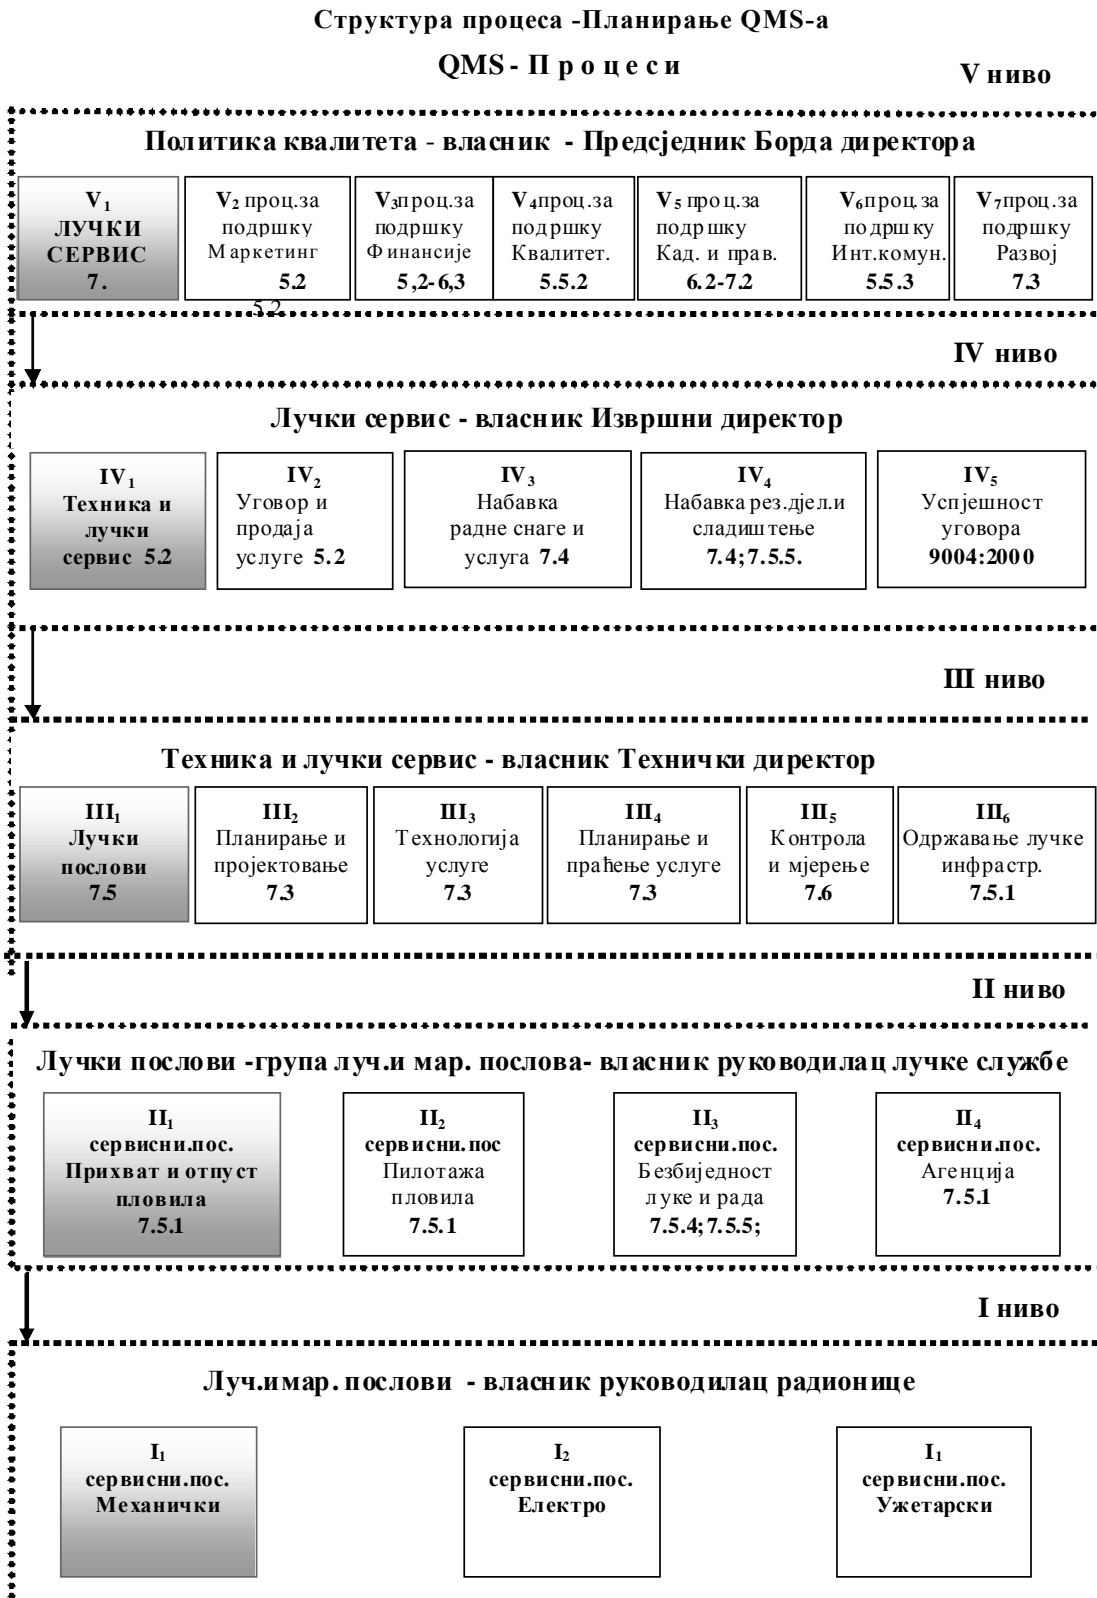 Структура процеса -Планирање QMS-а
QMS - П р о ц е с и
V ниво
Политика квалитета - власник - Предсједник Борда директора
V1
ЛУЧКИ
СЕРВИС
7.
V2 проц.за
подршку
Маркетинг
5.2
5.2
V3проц.за
подршку
Финансије
5,2-6,3
V4проц.за
подршку
Квалитет.
5.5.2
V5 проц.за
подршку
Кад. и прав.
6.2-7.2
V6проц.за
подршку
Инт.комун.
5.5.3
V7проц.за
подршку
Развој
7.3
IV ниво
Лучки сервис - власник Извршни директор
IV1
Техника и
лучки
сервис 5.2
IV2
Уговор и
продаја
услуге 5.2
IV3
Набавка
радне снаге и
услуга 7.4
IV4
Набавка рез.дјел.и
сладиштење
7.4;7.5.5.
IV5
Успјешност
уговора
9004:2000
III ниво
Техника и лучки сервис - власник Технички директор
III1
Лучки
послови
7.5
III2
Планирање и
пројектовање
7.3
III3
Технологија
услуге
7.3
III4
Планирање и
праћење услуге
7.3
III5
Контрола
и мјерење
7.6
III6
Одржавање лучке
инфрастр.
7.5.1
II ниво
Лучки послови -група луч.и мар. послова- власник руководилац лучке службе
II1
сервисни.пос.
Прихват и отпуст
пловила
7.5.1
II2
сервисни.пос
Пилотажа
пловила
7.5.1
II3
сервисни.пос.
Безбиједност
луке и рада
7.5.4;7.5.5;
II4
сервисни.пос.
Агенција
7.5.1
I ниво
Луч.имар. послови - власник руководилац радионице
I1
сервисни.пос.
Механички
I2
сервисни.пос.
Електро
I1
сервисни.пос.
Ужетарски